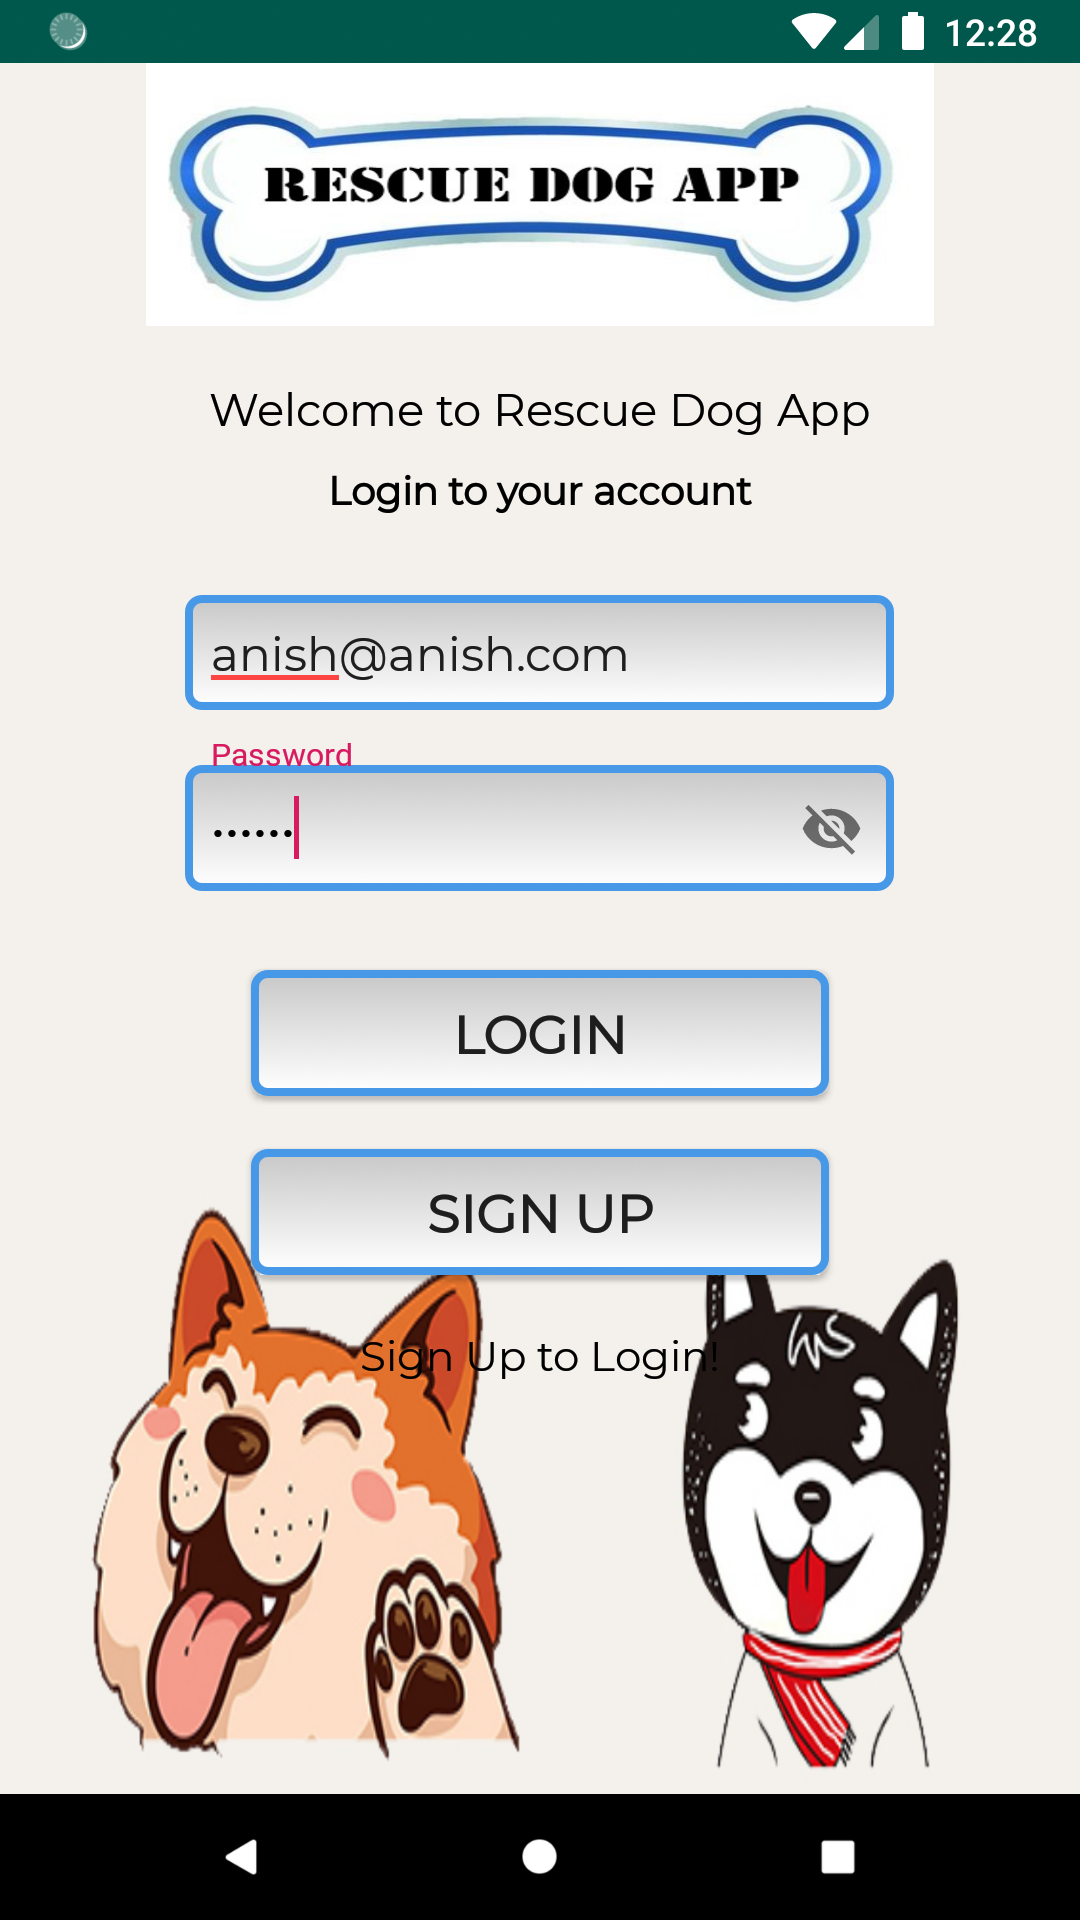 12:28
RESCUE DOG APP
Welcome to Rescue Dog App
Login to your account
anish@anish.com
Password
••••••
LOGIN
SIGN UP
Sign Up to Login!